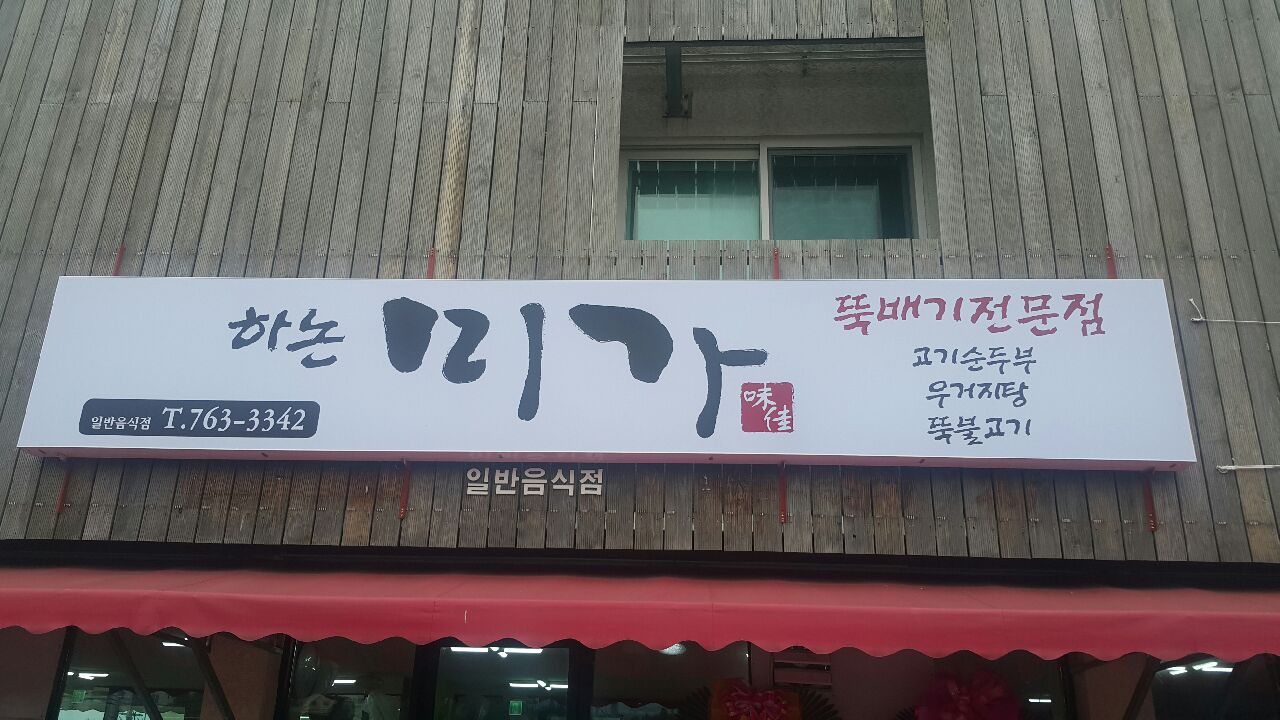 하논 미가
味佳
일반음식점 T.763-3342
뚝배기전문점
고기순두부
우거지탕
뚝불고기
일반음식점